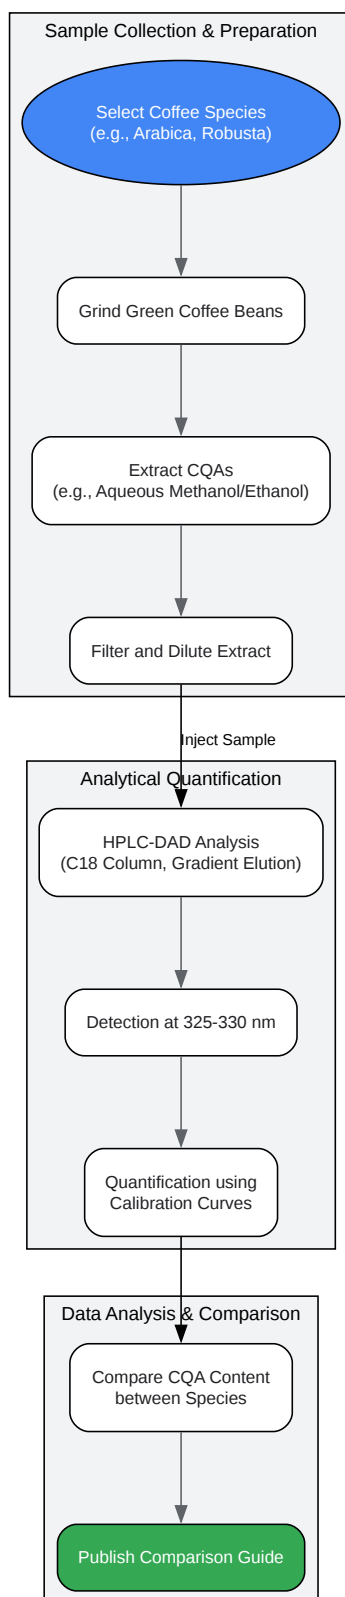 Sample Collection & Preparation
Select Coffee Species
(e.g., Arabica, Robusta)
Grind Green Coffee Beans
Extract CQAs
(e.g., Aqueous Methanol/Ethanol)
Filter and Dilute Extract
Inject Sample
Analytical Quantification
HPLC-DAD Analysis
(C18 Column, Gradient Elution)
Detection at 325-330 nm
Quantification using
Calibration Curves
Data Analysis & Comparison
Compare CQA Content
between Species
Publish Comparison Guide